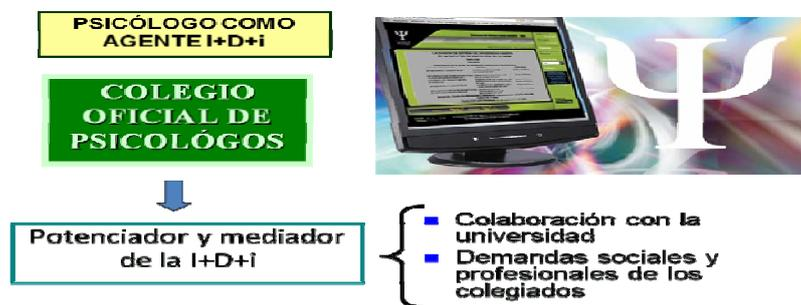 PSICÓLOGO COMO
AGENTE I+D+i
COLEGIO
OFICIAL DE
PSICOLÓGOS
Potenciador y mediador
de la I+D+i
Colaboración con la
universidad
Demandas sociales y
profesionales de los
colegiados